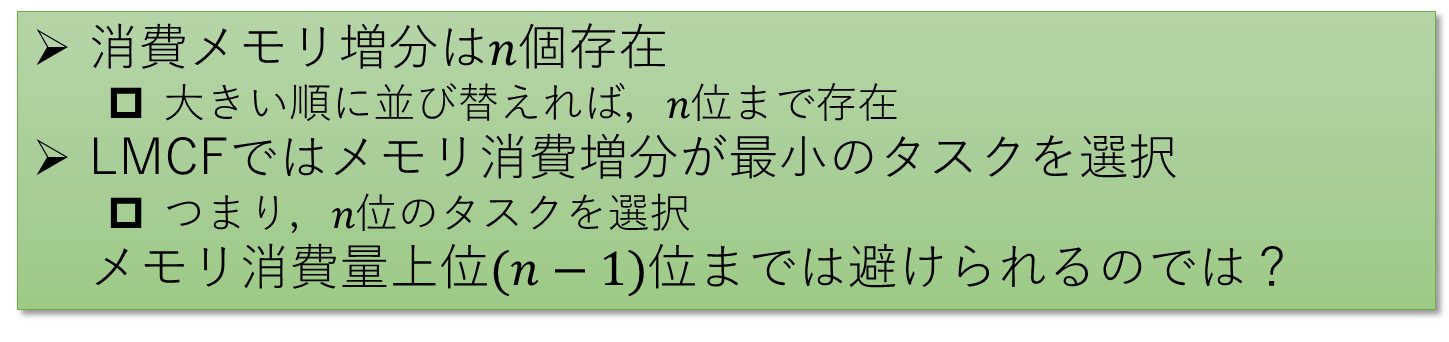 ➢ 消費メモリ増分はn個存在
❑ 大きい順に並び替えれば，n位まで存在
➢ LMCFではメモリ消費増分が最小のタスクを選択
❑ つまり，n位のタスクを選択
メモリ消費量上位(n − 1)位までは避けられるのでは？